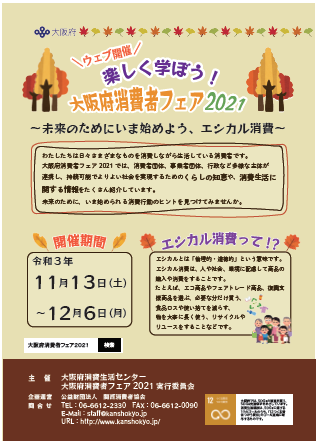 大阪府
ウェブ開催
楽しく学ぼう！
大阪府消費者フェア2021
～未来のためにいま始めよう、エシカル消費～
わたしたちは日々さまざまなものを消費しながら生活している消費者です。
大阪府消費者フェア2021では、消費者団体、事業者団体、行政など多様な主体が
連携し、持続可能でよりよい社会を実現するためのくらしの知恵や、消費生活に
関する情報をたくさん紹介しています。
未来のために、いま始められる消費行動のヒントを見つけてみませんか。
開催期間
令和3年
11月13日(土)
～12月6日(月)
エシカル消費って!?
エシカルとは「倫理的・道徳的」という意味です。
エシカル消費は、人や社会、環境に配慮して商品の
購入や消費をすることです。
たとえば、エコ商品やフェアトレード商品、復興支
援商品を選ぶ、必要な分だけ買う、
食品ロスや使い捨てを減らす、
物を大事に長く使う、リサイクルや
リユースをすることなどです。
大阪府消費者フェア2021 検索
主　催　大阪府消費生活センター
大阪府消費者フェア2021実行委員会
企画運営　公益財団法人　関西消費者協会
問合せ　TEL：06-6612-2330　FAX：06-6612-0090
E-Mail：staff@kanshokyo.jp
URL：http://www.kanshokyo.jp/
12